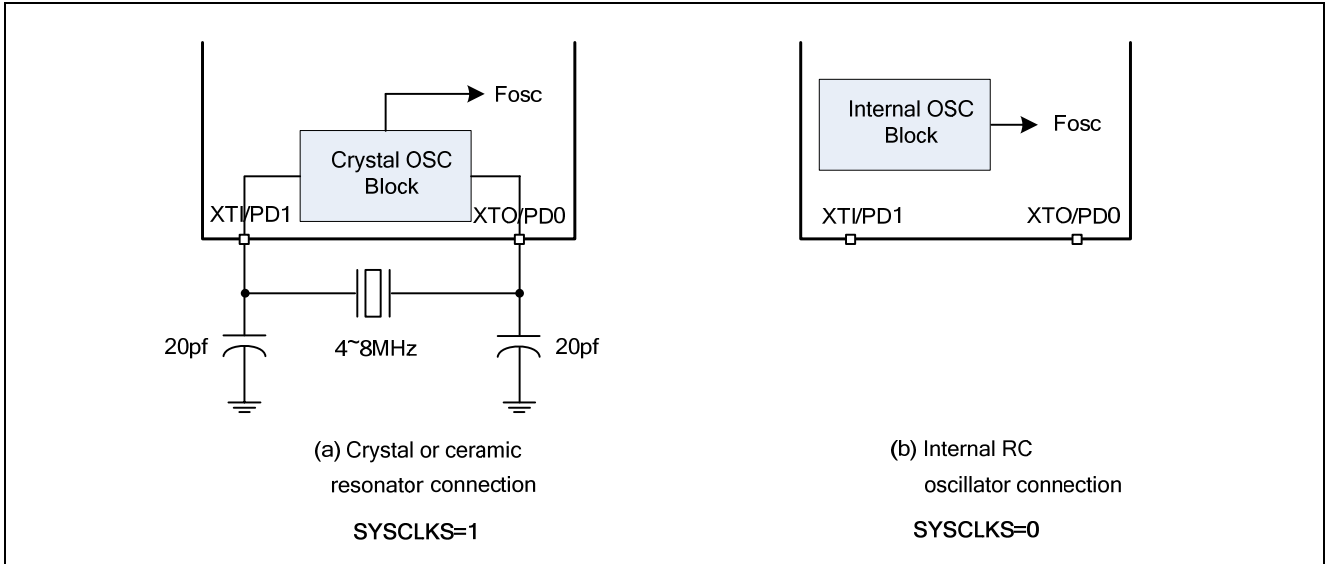 Fosc
Crystal OSC
Block
XTI/PD1
XTO/PD0
20pf
4~8MHz
20pf
(a) Crystal or ceramic
resonator connection
SYSCLKS=1
Internal OSC
Block
Fosc
XTI/PD1
XTO/PD0
(b) Internal RC
oscillator connection
SYSCLKS=0